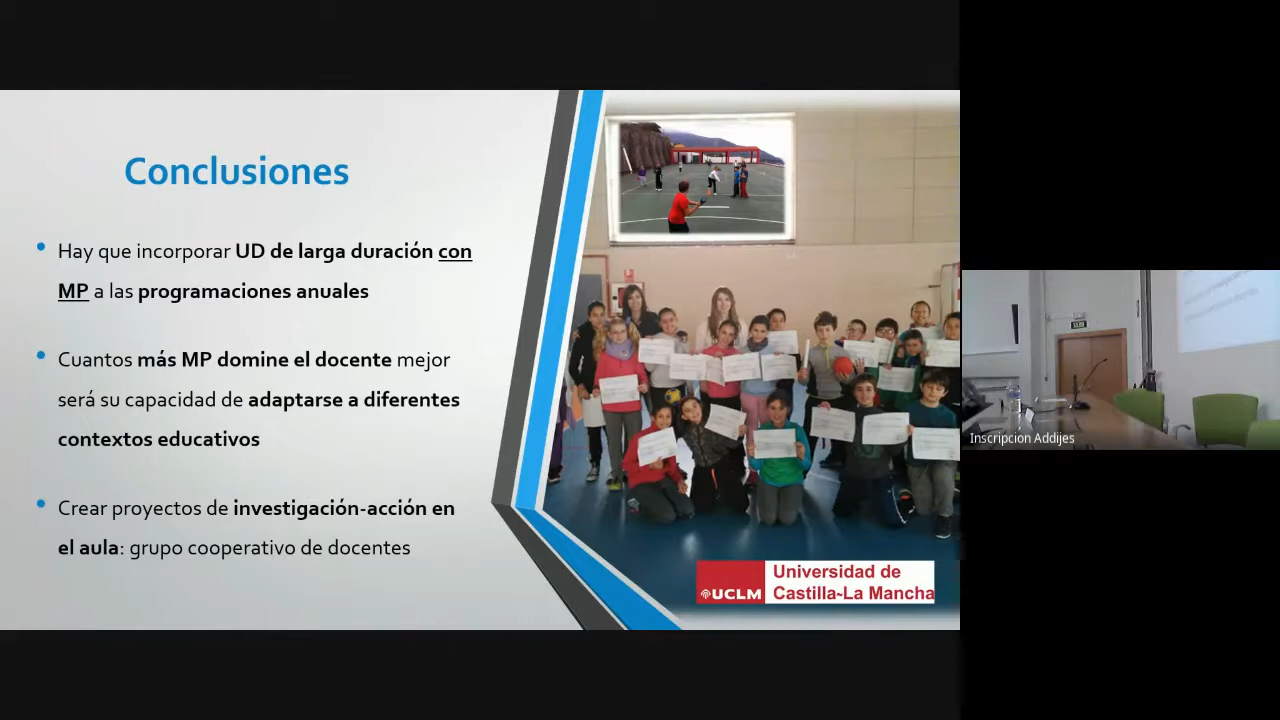 Conclusiones
Hay que incorporar UD de larga duración con
MP a las programaciones anuales
Cuantos más MP domine el docente mejor
será su capacidad de adaptarse a diferentes
contextos educativos
Crear proyectos de investigación-acción en
el aula: grupo cooperativo de docentes
UCLM
Universidad de
Castilla-La Mancha
Inscripcion Addijes